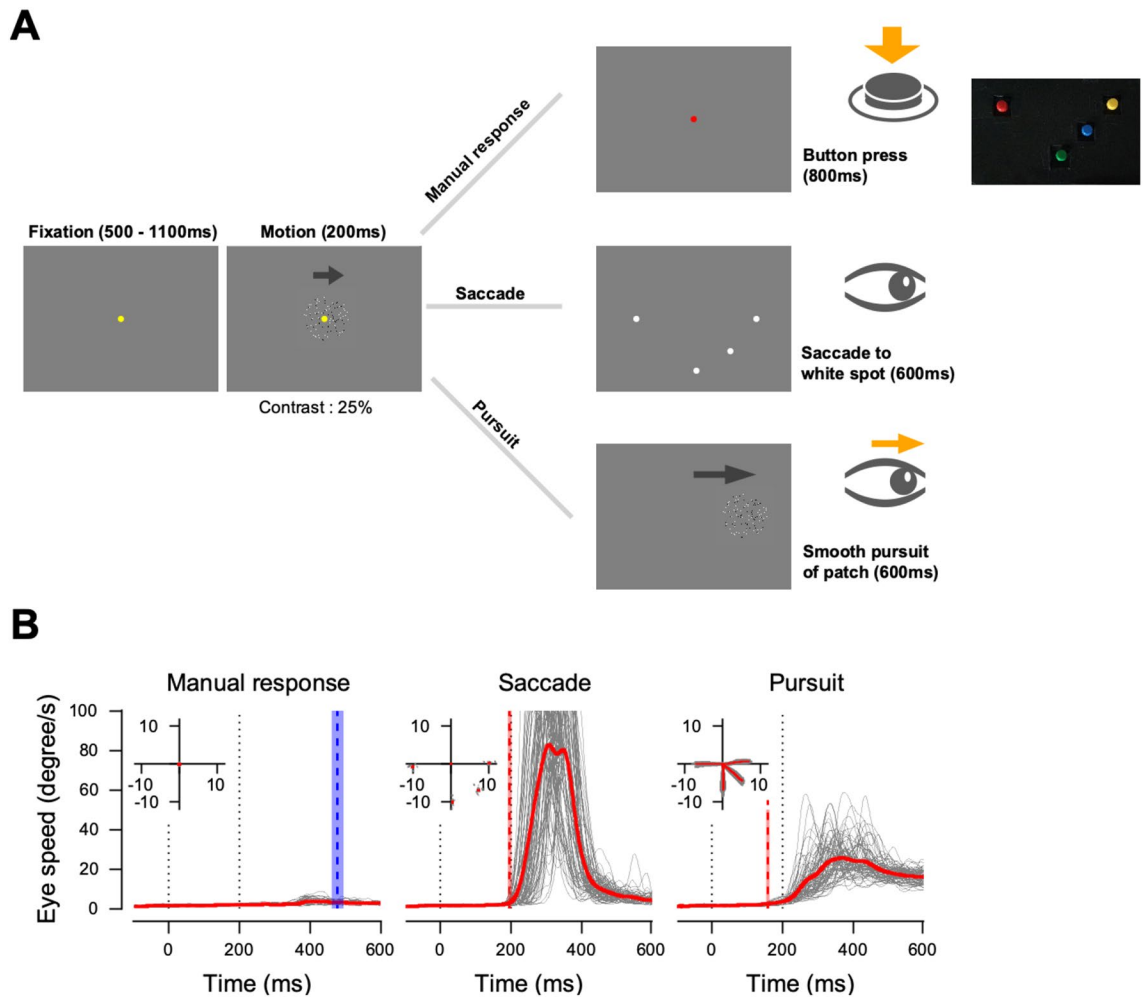 A
Manual response
Button press
(800ms)
Fixation (500 - 1100ms)
Motion (200ms)
Contrast : 25%
Saccade
Saccade to
white spot (600ms)
Pursuit
Smooth pursuit
of patch (600ms)
B
Manual response
Saccade
Pursuit
Eye speed (degree/s)
100
80
60
40
20
0
10
-10
10
-10
10
-10
10
-10
10
-10
10
-10
0
200
400
600
0
200
400
600
0
200
400
600
Time (ms)
Time (ms)
Time (ms)